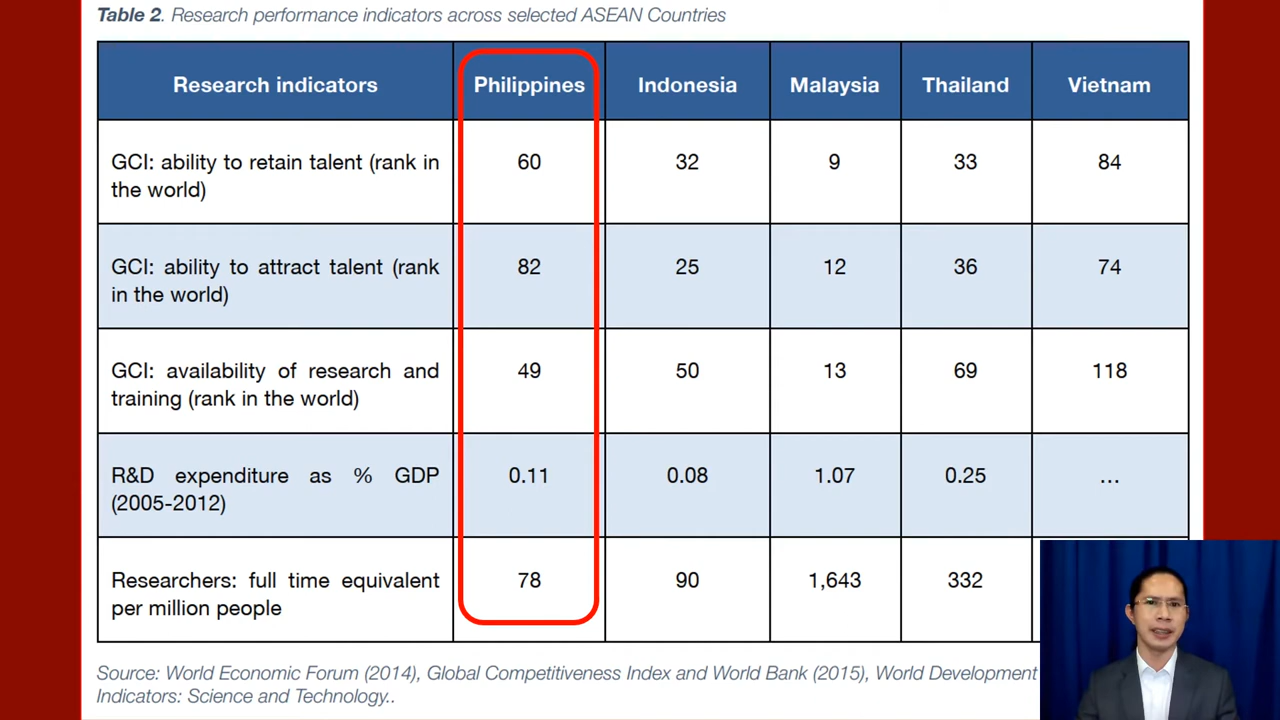 Table 2. Research performance indicators across selected ASEAN Countries
Research indicators Philippines Indonesia Malaysia Thailand Vietnam
GCI: ability to retain talent (rank in 60 32 9 33 84
the world)
GCI: ability to attract talent (rank 82 25 12 36 74
in the world)
GCI: availability of research and 49 50 13 69 118
training (rank in the world)
R&D expenditure as % GDP 0.11 0.08 1.07 0.25 ...
(2005-2012)
Researchers: full time equivalent 78 90 1,643 332
per million people
Source: World Economic Forum (2014), Global Competitiveness Index and World Bank (2015), World Development
Indicators: Science and Technology..